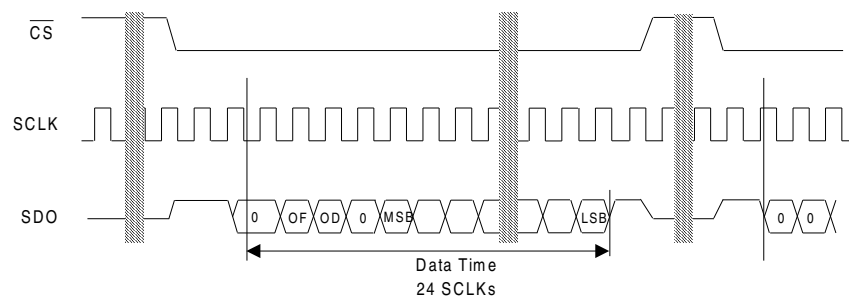 CS
SCLK
SDO
0 OF OD 0 MSB LSB 0 0
Data Time
24 SCLKs